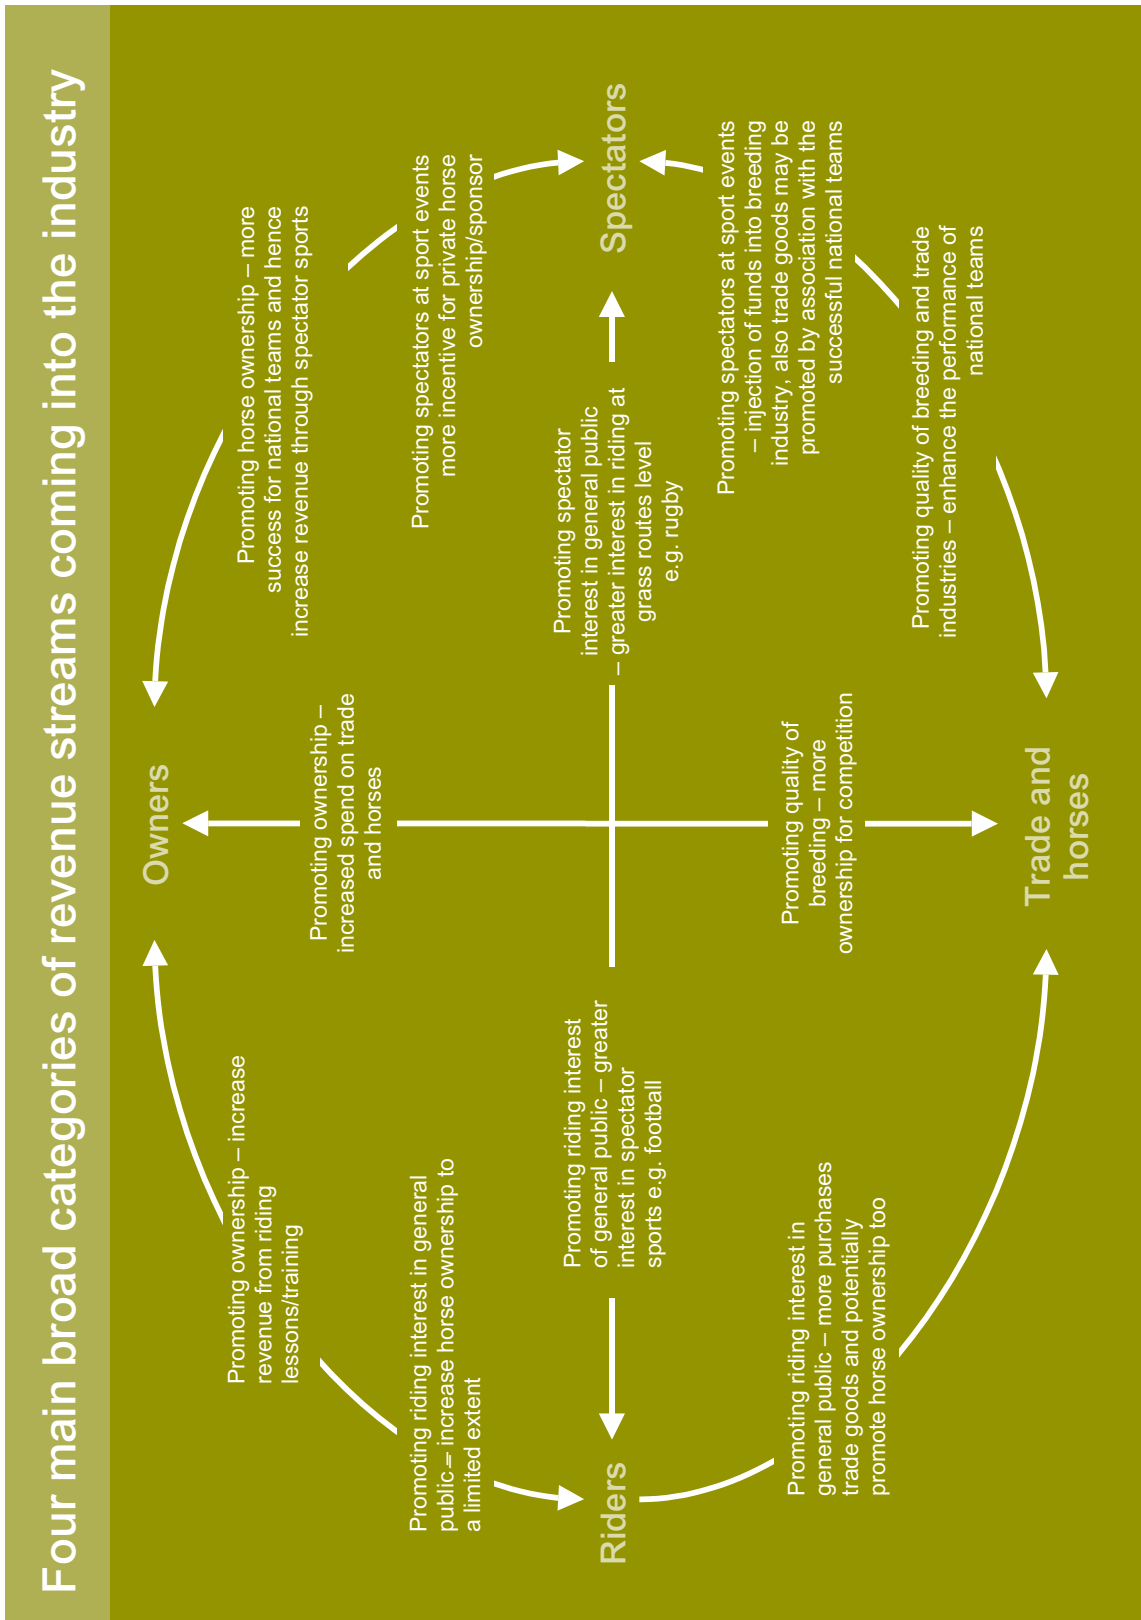 Four main broad categories of revenue streams coming into the industry
Owners
Promoting ownership – increase
revenue from riding
lessons/training
Promoting horse ownership – more
success for national teams and hence
increase revenue through spectator sports
Promoting ownership –
increased spend on trade
and horses
Promoting riding interest in general
public – increase horse ownership to
a limited extent
Promoting spectators at sport events
more incentive for private horse
ownership/sponsor
Riders
Promoting riding interest
of general public – greater
interest in spectator
sports e.g. football
Promoting spectator
interest in general public
– greater interest in riding at
grass routes level
e.g. rugby
Spectators
Promoting riding interest in
general public – more purchases
trade goods and potentially
promote horse ownership too
Promoting quality of
breeding – more
ownership for competition
Promoting spectators at sport events
– injection of funds into breeding
industry, also trade goods may be
promoted by association with the
successful national teams
Promoting quality of breeding and trade
industries – enhance the performance of
national teams
Trade and
horses